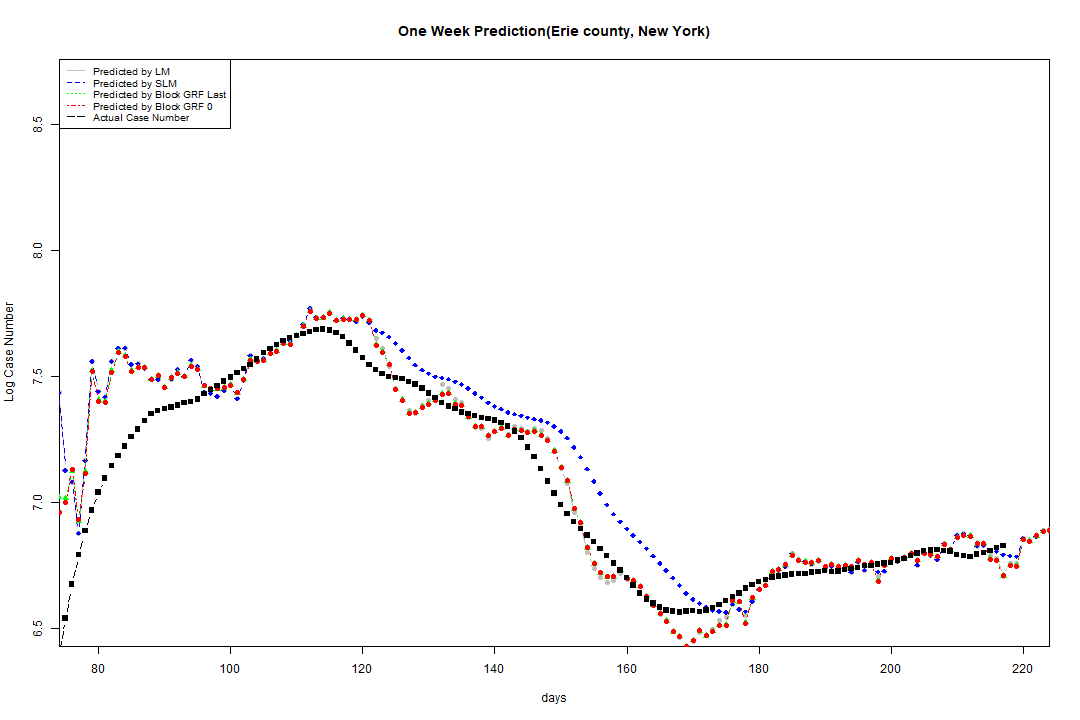 One Week Prediction(Erie county, New York)
Predicted by LM
Predicted by SLM
Predicted by Block GRF Last
Predicted by Block GRF 0
Actual Case Number
8.5
8.0
7.5
7.0
6.5
Log Case Number
80 100 120 140 160 180 200 220
days